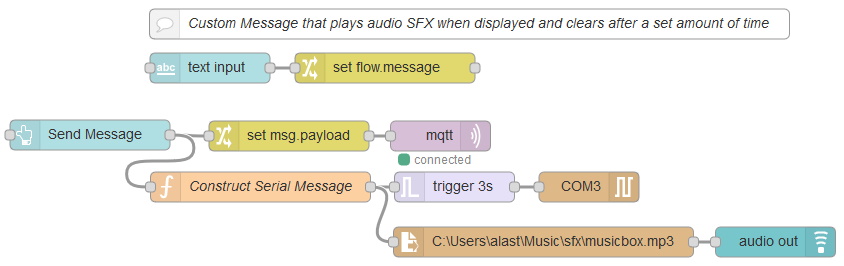 Custom Message that plays audio SFX when displayed and clears after a set amount of time
abc text input
set flow.message
Send Message
set msg.payload
mqtt
connected
Construct Serial Message
trigger 3s
COM3
C:\Users\alast\Music\sfx\musicbox.mp3
audio out